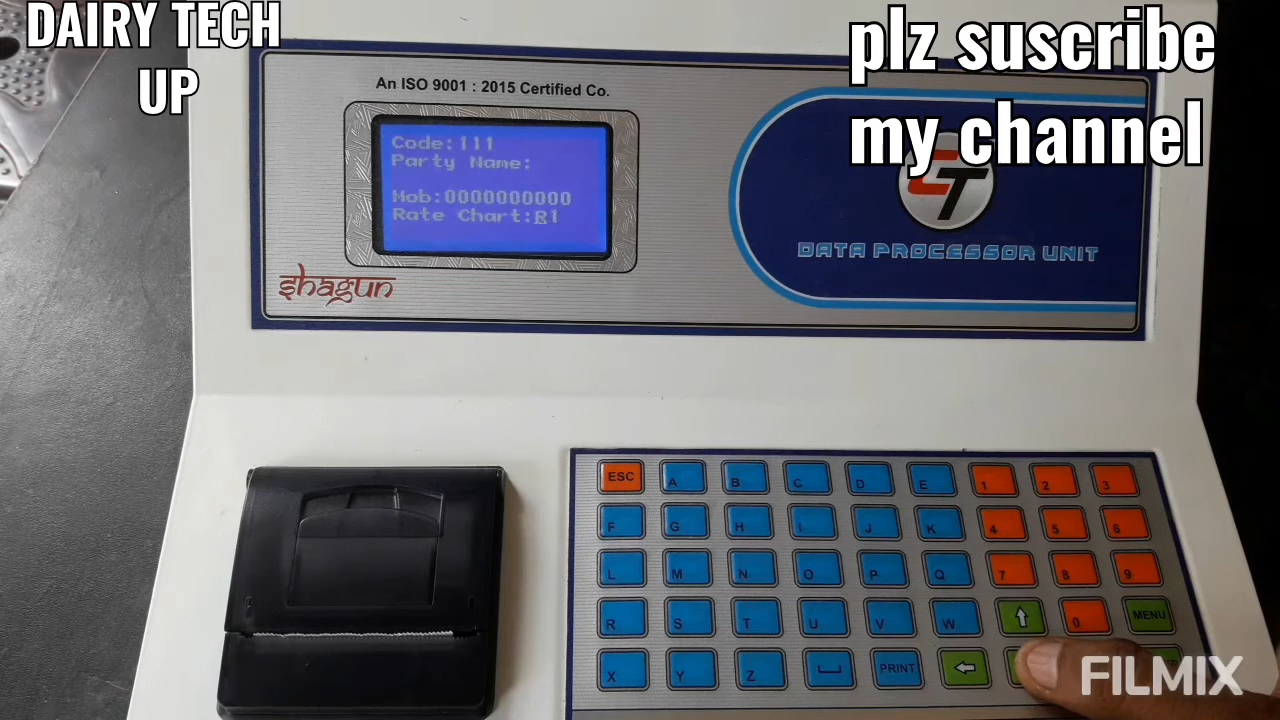 DAIRY TECH
UP
plz suscribe
my channel
An ISO 9001 : 2015 Certified Co.
Code:111
Party Name:
Mob:0000000000
Rate Chart:R1
shagun
DATA PROCESSOR UNIT
ESC A B C D E 1 2 3
F G H I J K 4 5 6
L M N O P Q 7 8 9
R S T U V W 0 MENU
X Y Z PRINT
FILMIX